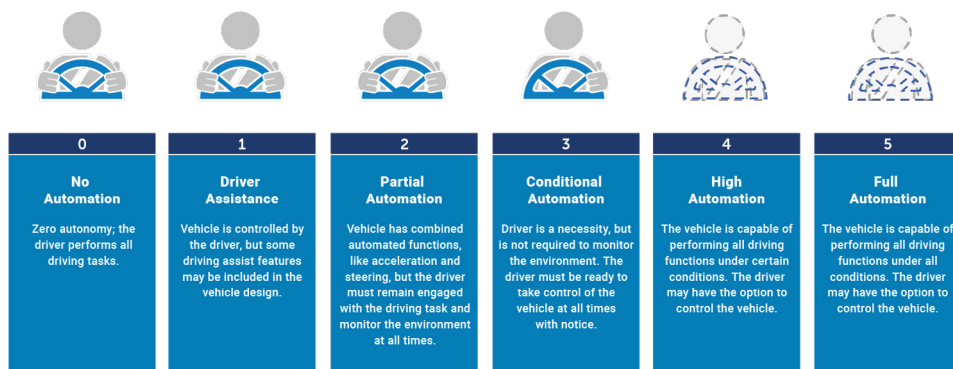 0
No
Automation
Zero autonomy; the
driver performs all
driving tasks.
1
Driver
Assistance
Vehicle is controlled by
the driver, but some
driving assist features
may be included in the
vehicle design.
2
Partial
Automation
Vehicle has combined
automated functions,
like acceleration and
steering, but the driver
must remain engaged
with the driving task and
monitor the environment
at all times.
3
Conditional
Automation
Driver is a necessity, but
is not required to monitor
the environment. The
driver must be ready to
take control of the
vehicle at all times
with notice.
4
High
Automation
The vehicle is capable of
performing all driving
functions under certain
conditions. The driver
may have the option to
control the vehicle.
5
Full
Automation
The vehicle is capable of
performing all driving
functions under all
conditions. The driver
may have the option to
control the vehicle.